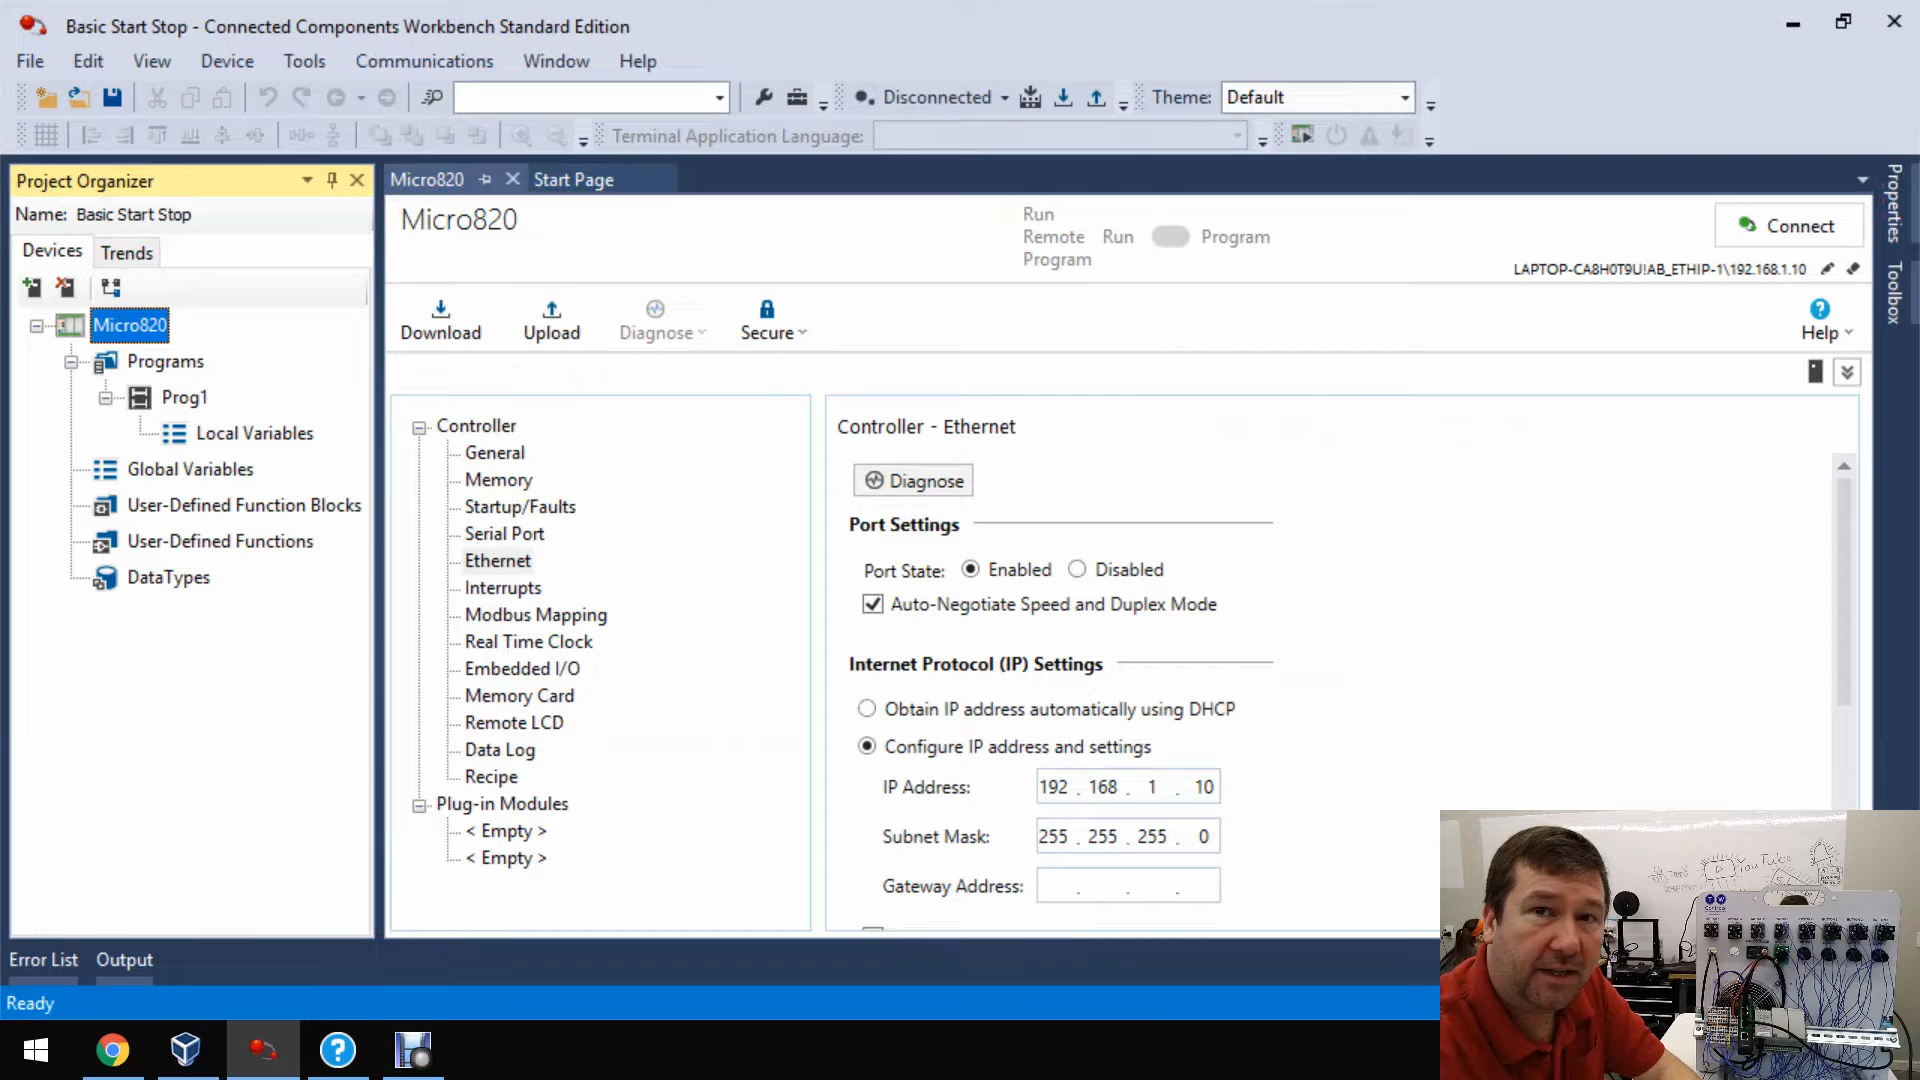 Basic Start Stop - Connected Components Workbench Standard Edition
File Edit View Device Tools Communications Window Help
Disconnected Theme: Default
Terminal Application Language:
Project Organizer
Name: Basic Start Stop
Devices Trends
Micro820
Programs
Prog1
Local Variables
Global Variables
User-Defined Function Blocks
User-Defined Functions
DataTypes
Micro820 Start Page
Micro820
Run
Remote Run Program
Program
Connect
LAPTOP-CA8H0T9U!AB_ETHIP-1\192.168.1.10
Download Upload Diagnose Secure Help
Controller
General
Memory
Startup/Faults
Serial Port
Ethernet
Interrupts
Modbus Mapping
Real Time Clock
Embedded I/O
Memory Card
Remote LCD
Data Log
Recipe
Plug-in Modules
< Empty >
< Empty >
Controller - Ethernet
Diagnose
Port Settings
Port State: Enabled Disabled
Auto-Negotiate Speed and Duplex Mode
Internet Protocol (IP) Settings
Obtain IP address automatically using DHCP
Configure IP address and settings
IP Address: 192 . 168 . 1 . 10
Subnet Mask: 255 . 255 . 255 . 0
Gateway Address: . . .
Properties
Toolbox
Error List Output
Ready
YouTube